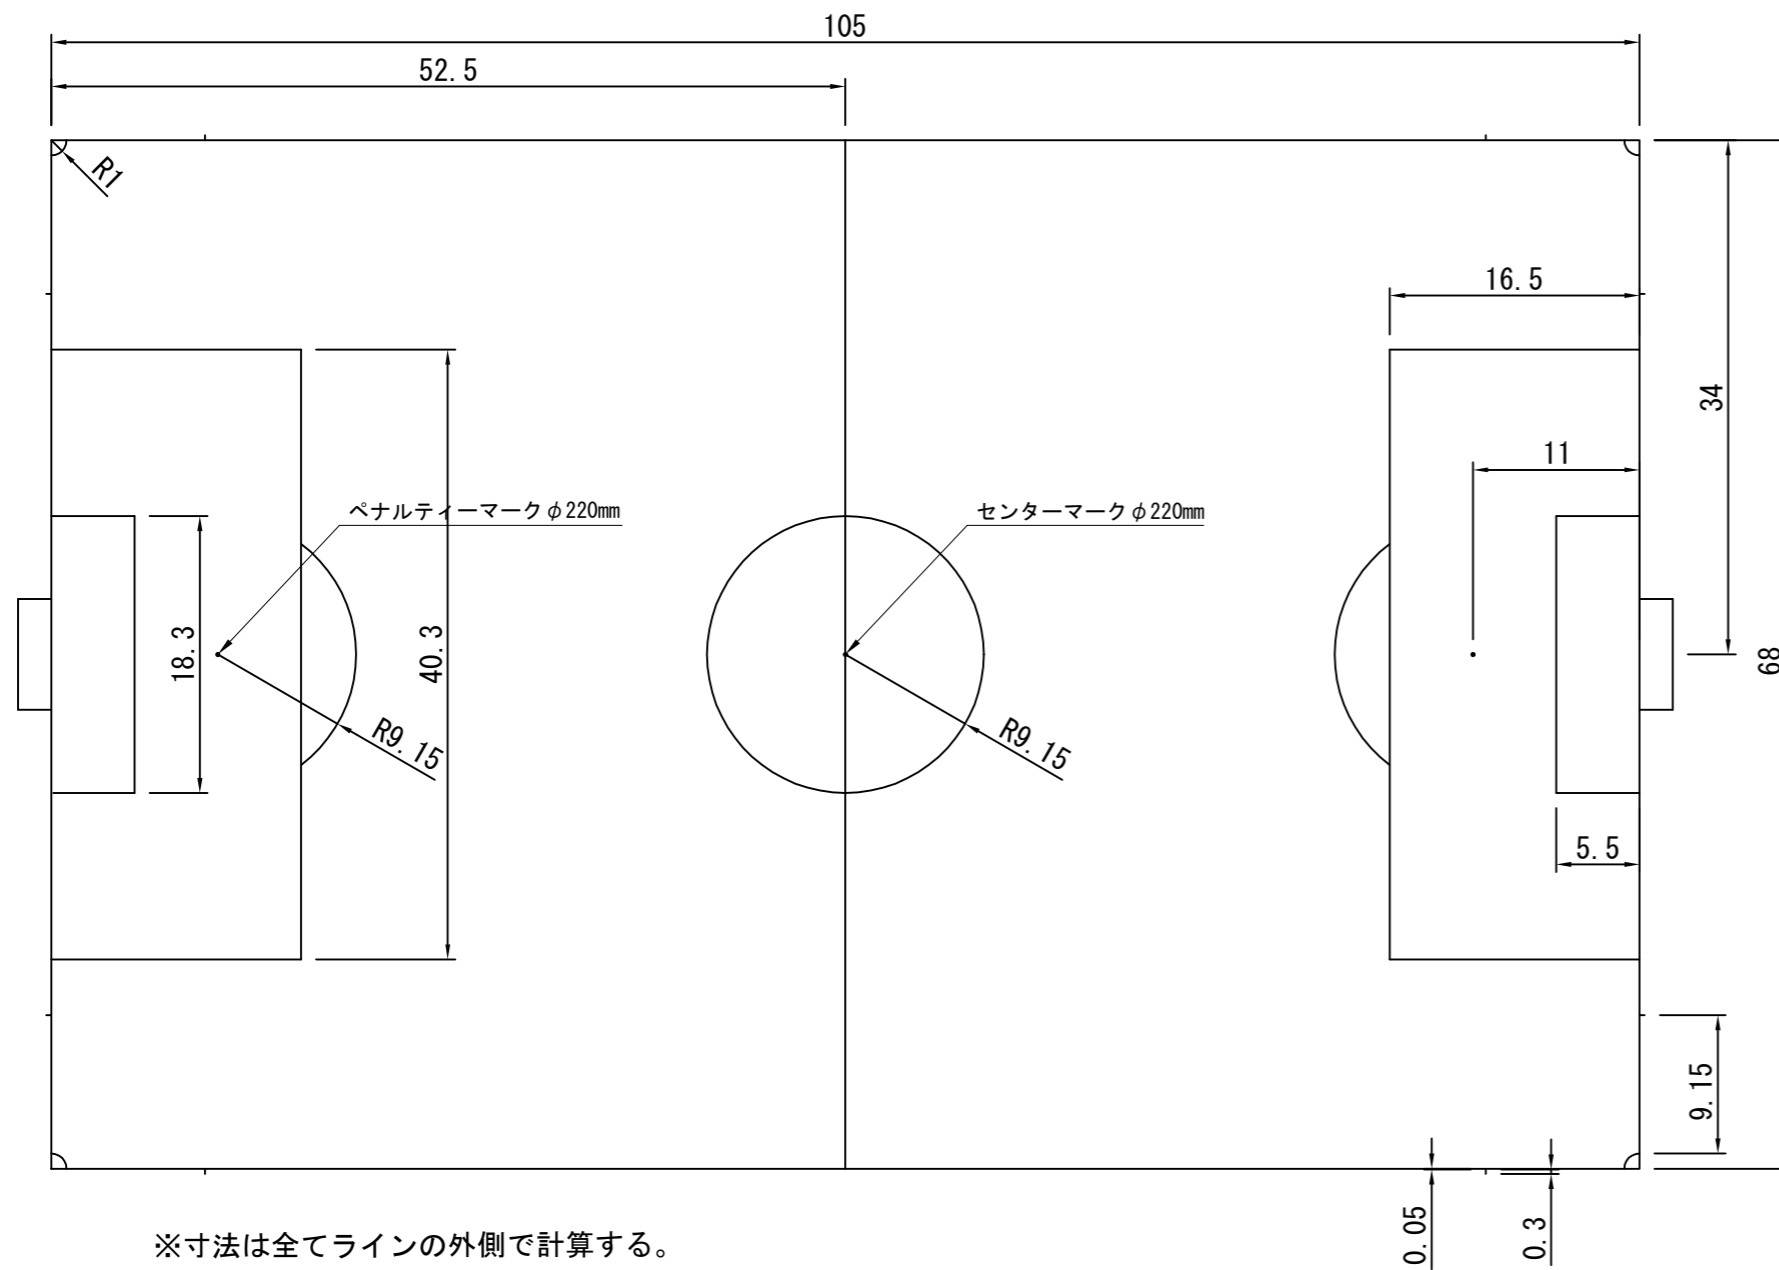 105
52.5
R1
16.5
34
11
ペナルティーマークφ220㎜
センターマークφ220㎜
18.3
40.3
68
R9.15
R9.15
5.5
9.15
0.05
0.3
※寸法は全てラインの外側で計算する。